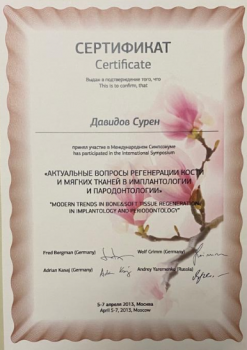 СЕРТИФИКАТ
Certificate
Выдан в подтверждение того, что
This is to confirm, that
Давидов Сурен
принял участие в Международном Симпозиуме
has participated in the International Symposium
«АКТУАЛЬНЫЕ ВОПРОСЫ РЕГЕНЕРАЦИИ КОСТИ
И МЯГКИХ ТКАНЕЙ В ИМПЛАНТОЛОГИИ
И ПАРОДОНТОЛОГИИ»
"MODERN TRENDS IN BONE&SOFT TISSUE REGENERATION
IN IMPLANTOLOGY AND PERIODONTOLOGY"
Fred Bergman (Germany) Wolf Grimm (Germany)
Adrian Kasaj (Germany) Andrey Yaremenko (Russia)
5-7 апреля 2013, Москва
April 5-7, 2013, Moscow